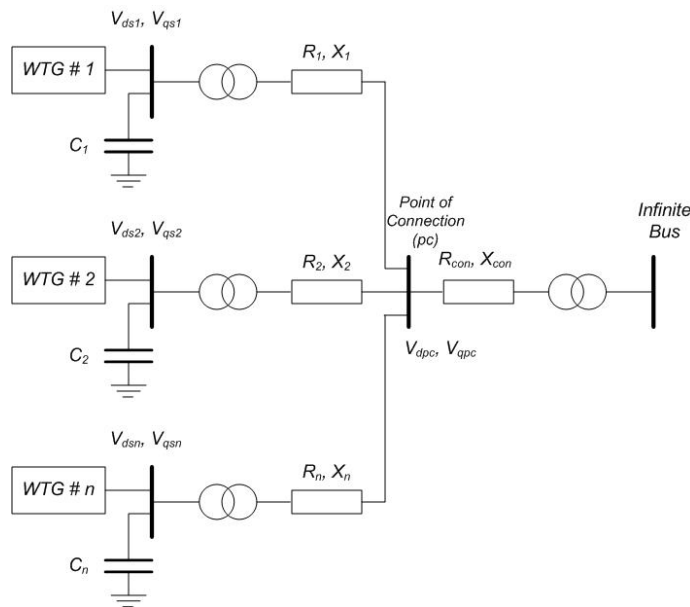 V_ds1, V_qs1
WTG # 1
R_1, X_1
C_1
V_ds2, V_qs2
Point of
Connection
(pc)
Infinite
Bus
WTG # 2
R_2, X_2
R_con, X_con
C_2
V_dpc, V_qpc
V_dsn, V_qsn
WTG # n
R_n, X_n
C_n